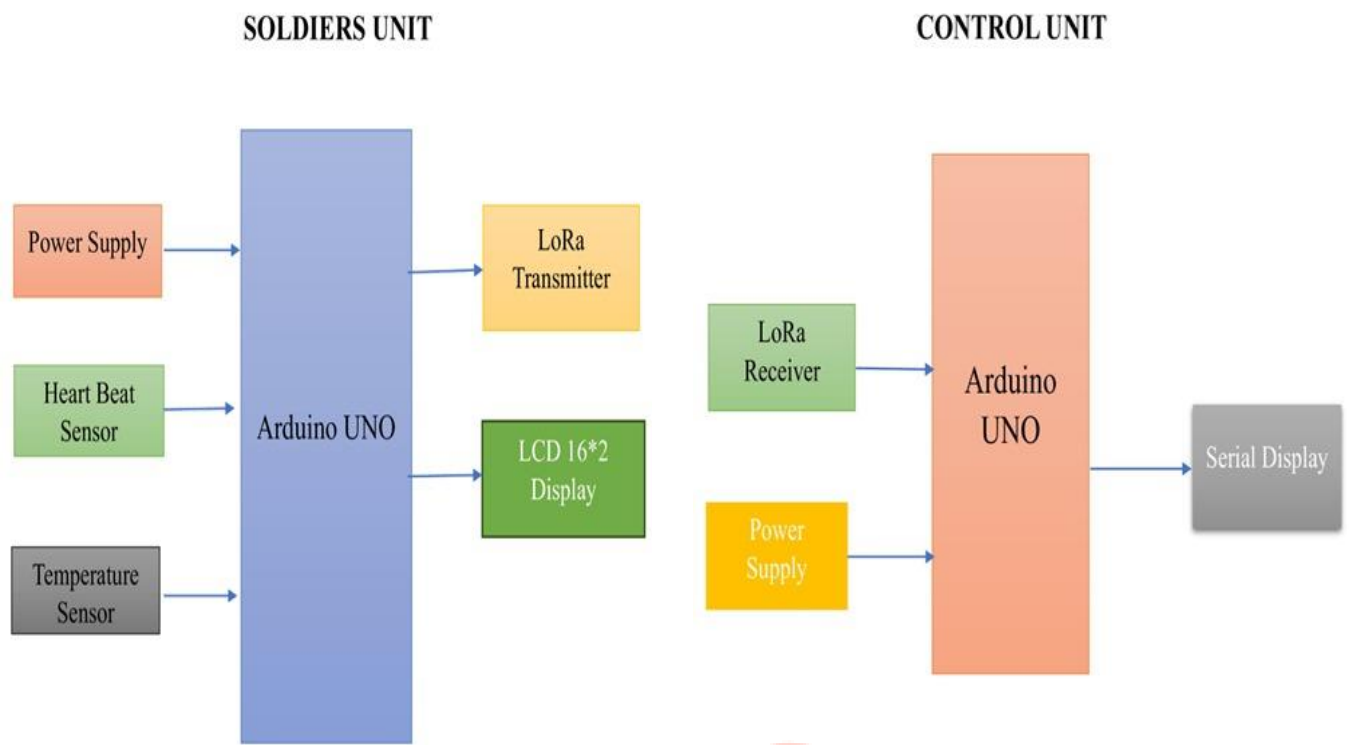 SOLDIERS UNIT
Power Supply
Heart Beat
Sensor
Temperature
Sensor
Arduino UNO
LoRa
Transmitter
LCD 16*2
Display
CONTROL UNIT
LoRa
Receiver
Power
Supply
Arduino
UNO
Serial Display